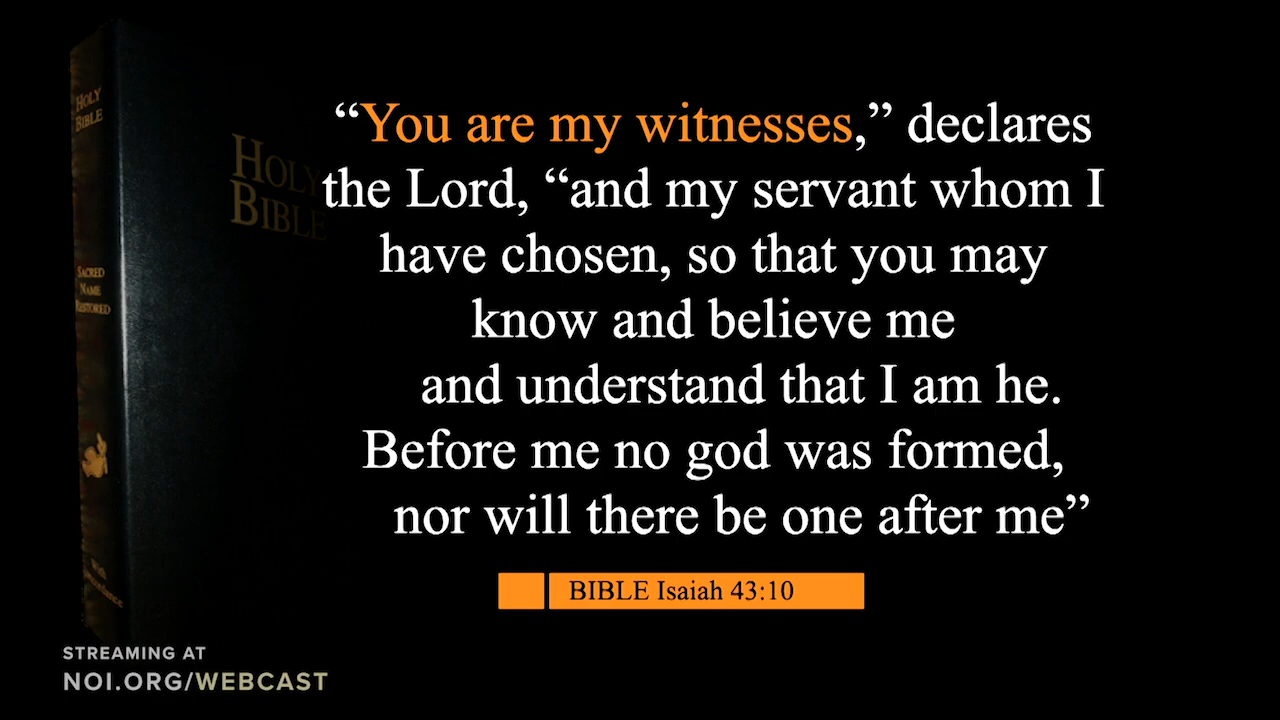 HOLY
BIBLE
HOLY
BIBLE
SACRED
NAME
RESTORED
“You are my witnesses,” declares
the Lord, “and my servant whom I
have chosen, so that you may
know and believe me
and understand that I am he.
Before me no god was formed,
nor will there be one after me”
BIBLE Isaiah 43:10
STREAMING AT
NOI.ORG/WEBCAST